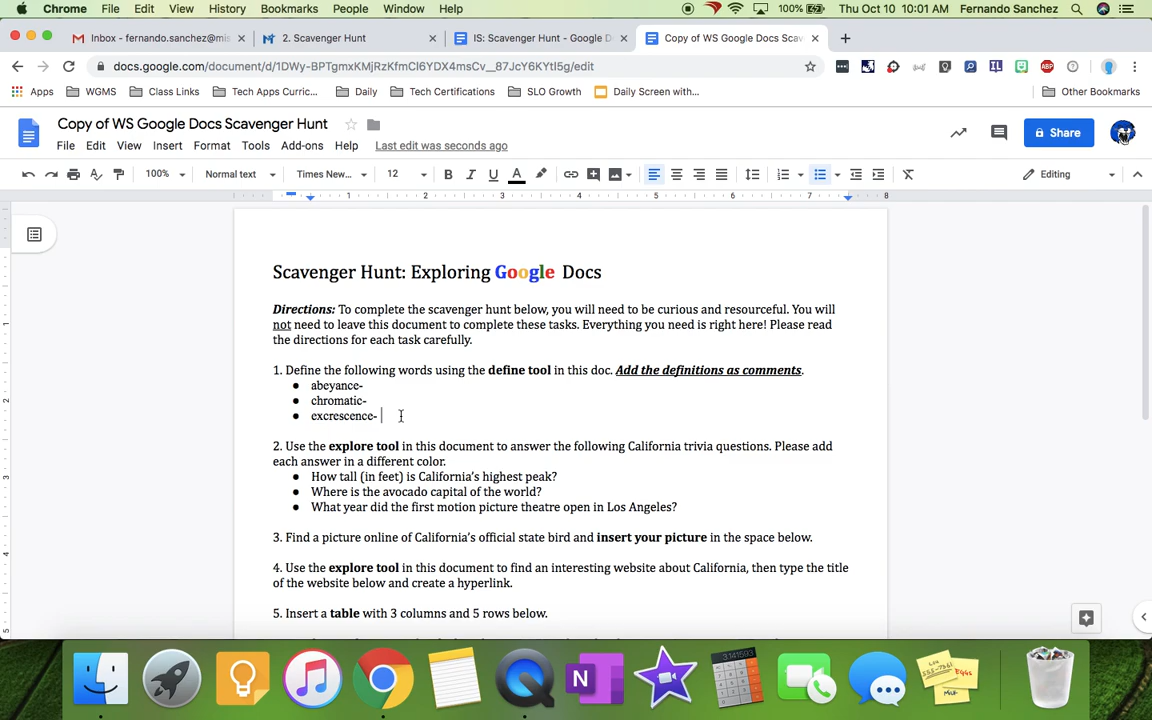 Chrome File Edit View History Bookmarks People Window Help 100% Thu Oct 10 10:01 AM Fernando Sanchez
Inbox - fernando.sanchez@mis 2. Scavenger Hunt IS: Scavenger Hunt - Google D Copy of WS Google Docs Scav
docs.google.com/document/d/1DWy-BPTgmxKMjRzKfmCl6YDX4msCv__87JcY6KYtI5g/edit
Apps WGMS Class Links Tech Apps Curric... Daily Tech Certifications SLO Growth Daily Screen with... Other Bookmarks
Copy of WS Google Docs Scavenger Hunt
Share
File Edit View Insert Format Tools Add-ons Help Last edit was seconds ago
100% Normal text Times New... 12 B I U A Editing
1 2 3 4 5 6 7 8
Scavenger Hunt: Exploring Google Docs
Directions: To complete the scavenger hunt below, you will need to be curious and resourceful. You will
not need to leave this document to complete these tasks. Everything you need is right here! Please read
the directions for each task carefully.
1. Define the following words using the define tool in this doc. Add the definitions as comments.
● abeyance-
● chromatic-
● excrescence-
2. Use the explore tool in this document to answer the following California trivia questions. Please add
each answer in a different color.
● How tall (in feet) is California's highest peak?
● Where is the avocado capital of the world?
● What year did the first motion picture theatre open in Los Angeles?
3. Find a picture online of California's official state bird and insert your picture in the space below.
4. Use the explore tool in this document to find an interesting website about California, then type the title
of the website below and create a hyperlink.
5. Insert a table with 3 columns and 5 rows below.